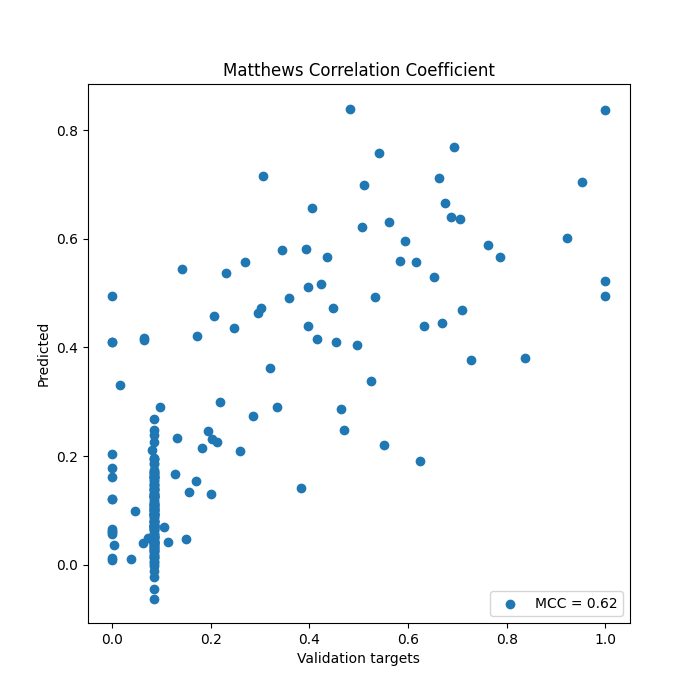 Matthews Correlation Coefficient
0.8
0.6
0.4
0.2
0.0
Predicted
MCC = 0.62
0.0 0.2 0.4 0.6 0.8 1.0
Validation targets